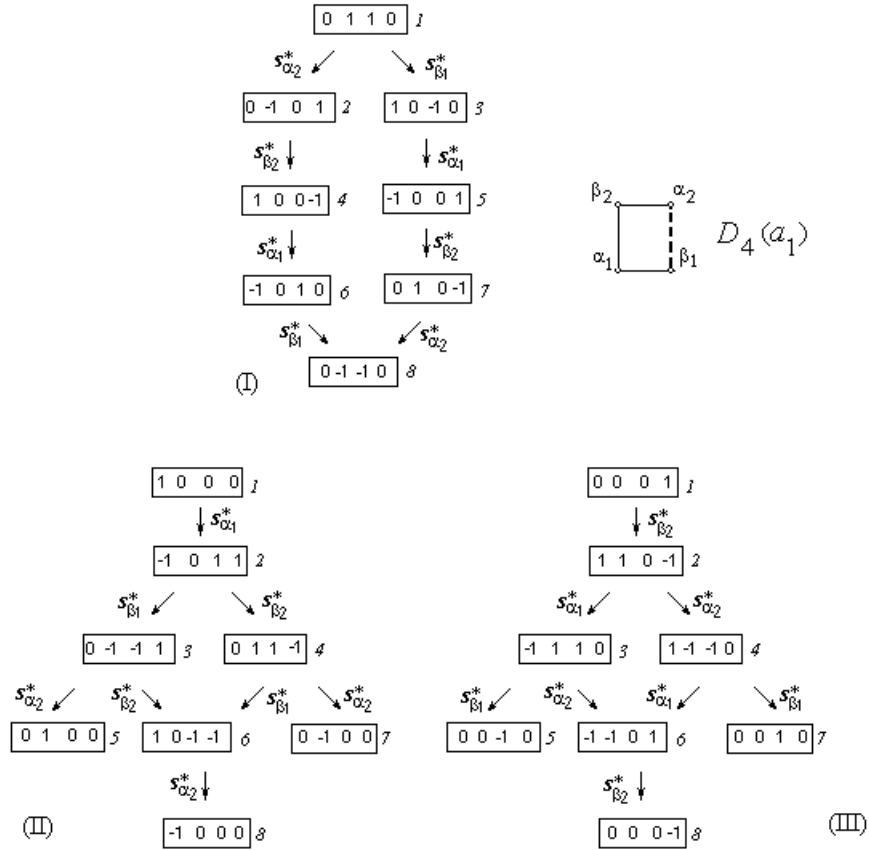 0 1 1 0 1
s*α2 s*β1
0 -1 0 1 2 1 0 -1 0 3
s*β2 s*α1
1 0 0 -1 4 -1 0 0 1 5
β2 α2
s*α1 s*β2
D4(a1)
α1 β1
-1 0 1 0 6 0 1 0 -1 7
s*β1 s*α2
0 -1 -1 0 8
(I)
1 0 0 0 1
s*α1
-1 0 1 1 2
s*β1 s*β2
0 -1 -1 1 3 0 1 1 -1 4
s*α2 s*β2 s*β1 s*α2
0 1 0 0 5 1 0 -1 -1 6 0 -1 0 0 7
s*α2
-1 0 0 0 8
(II)
0 0 0 1 1
s*β2
1 1 0 -1 2
s*α1 s*α2
-1 1 1 0 3 1 -1 -1 0 4
s*β1 s*α2 s*α1 s*β1
0 0 -1 0 5 -1 -1 0 1 6 0 0 1 0 7
s*β2
0 0 0 -1 8
(III)